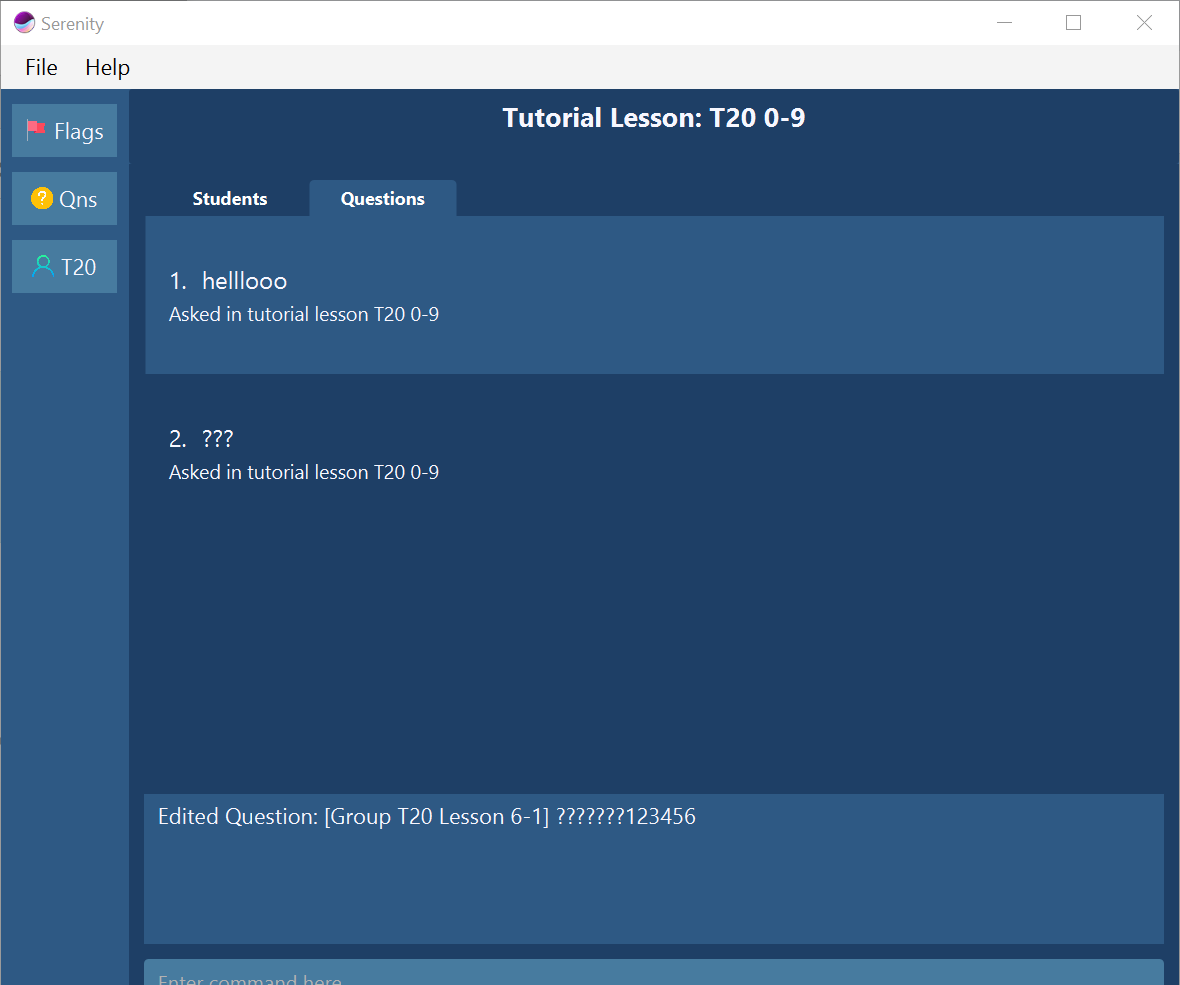 Serenity
File Help
Flags
Qns
T20
Tutorial Lesson: T20 0-9
Students Questions
1. helllooo
Asked in tutorial lesson T20 0-9
2. ???
Asked in tutorial lesson T20 0-9
Edited Question: [Group T20 Lesson 6-1] ???????123456
Enter command here